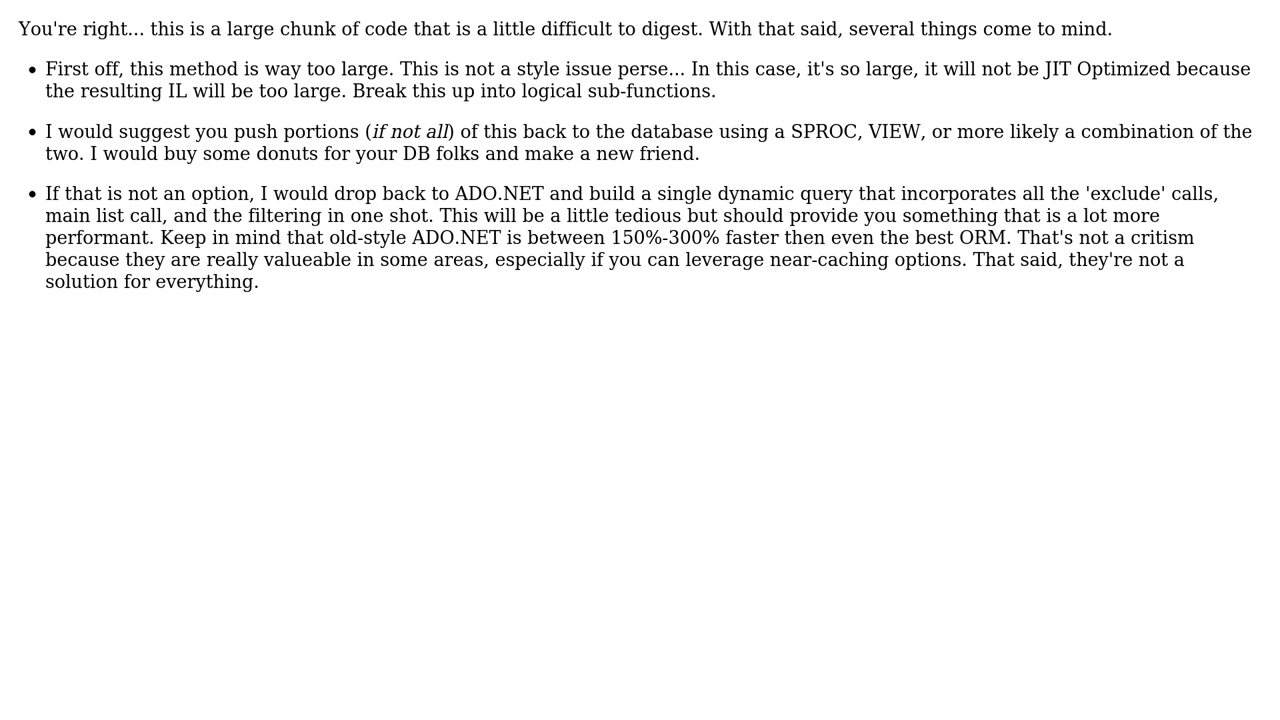 You're right... this is a large chunk of code that is a little difficult to digest. With that said, several things come to mind.
• First off, this method is way too large. This is not a style issue perse... In this case, it's so large, it will not be JIT Optimized because
the resulting IL will be too large. Break this up into logical sub-functions.
• I would suggest you push portions (if not all) of this back to the database using a SPROC, VIEW, or more likely a combination of the
two. I would buy some donuts for your DB folks and make a new friend.
• If that is not an option, I would drop back to ADO.NET and build a single dynamic query that incorporates all the 'exclude' calls,
main list call, and the filtering in one shot. This will be a little tedious but should provide you something that is a lot more
performant. Keep in mind that old-style ADO.NET is between 150%-300% faster then even the best ORM. That's not a critism
because they are really valueable in some areas, especially if you can leverage near-caching options. That said, they're not a
solution for everything.